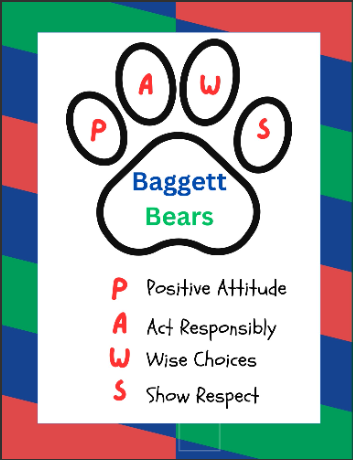 P A W S
Baggett
Bears
P Positive Attitude
A Act Responsibly
W Wise Choices
S Show Respect